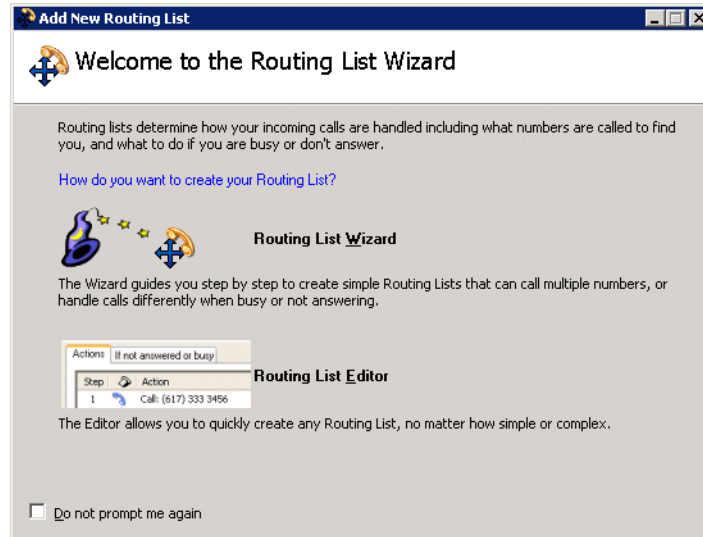 Add New Routing List
Welcome to the Routing List Wizard
Routing lists determine how your incoming calls are handled including what numbers are called to find
you, and what to do if you are busy or don't answer.
How do you want to create your Routing List?
Routing List Wizard
The Wizard guides you step by step to create simple Routing Lists that can call multiple numbers, or
handle calls differently when busy or not answering.
Actions If not answered or busy
Step Action
1 Call: (617) 333 3456
Routing List Editor
The Editor allows you to quickly create any Routing List, no matter how simple or complex.
Do not prompt me again